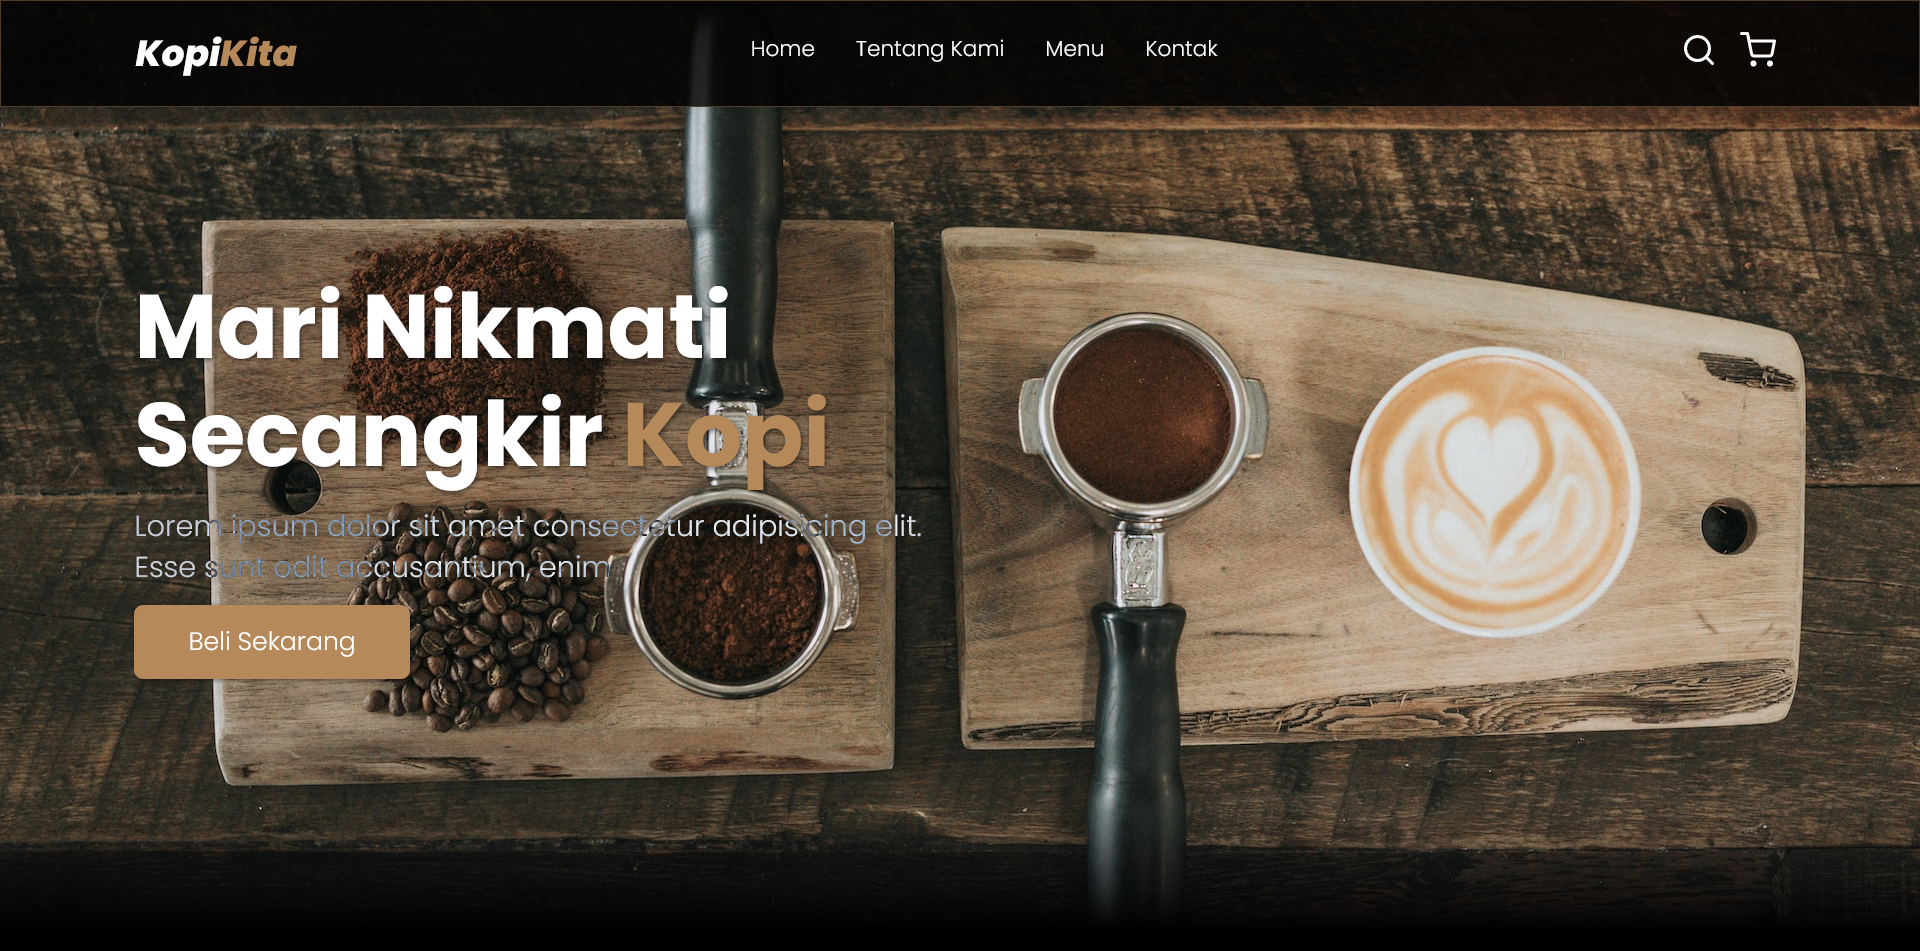 KopiKita
Home
Tentang Kami
Menu
Kontak
Mari Nikmati
Secangkir Kopi
Lorem ipsum dolor sit amet consectetur adipisicing elit.
Esse sunt odit accusantium, enim
Beli Sekarang